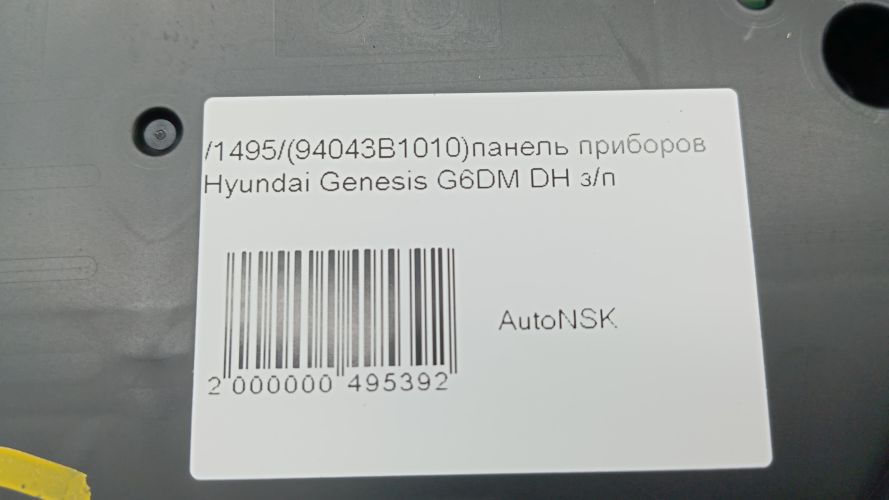 /1495/(94043B1010)панель приборов
Hyundai Genesis G6DM DH з/п
AutoNSK
2 000000 495392